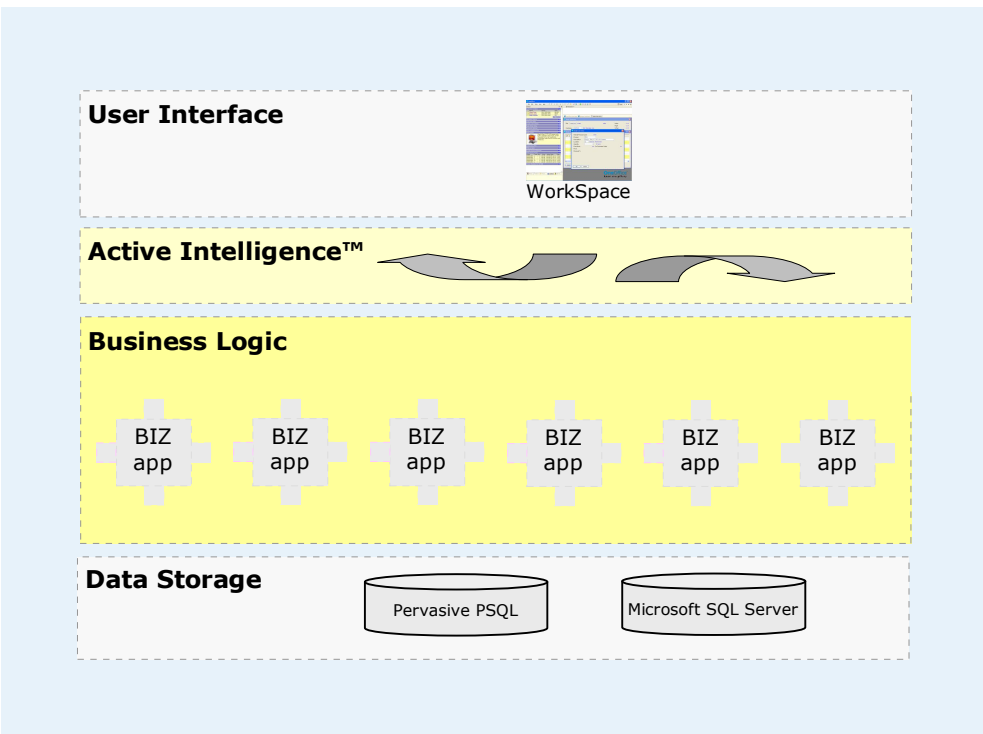 User Interface
WorkSpace
Active Intelligence™
Business Logic
BIZ
app
BIZ
app
BIZ
app
BIZ
app
BIZ
app
BIZ
app
Data Storage
Pervasive PSQL
Microsoft SQL Server